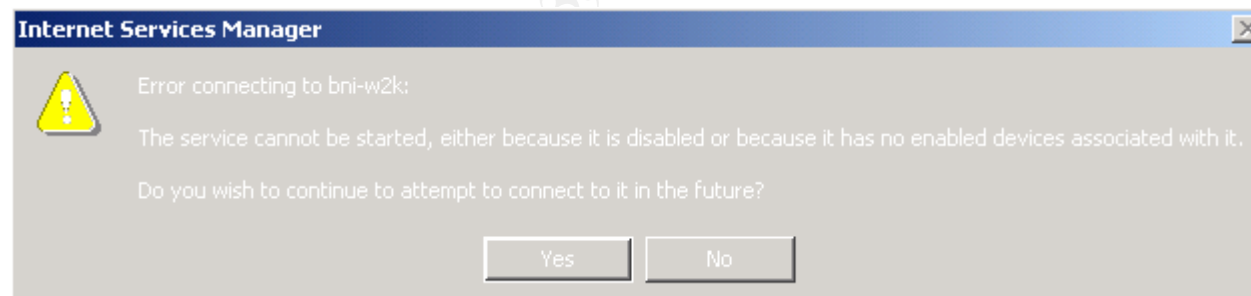 Internet Services Manager
Error connecting to bni-w2k:
The service cannot be started, either because it is disabled or because it has no enabled devices associated with it.
Do you wish to continue to attempt to connect to it in the future?
Yes No